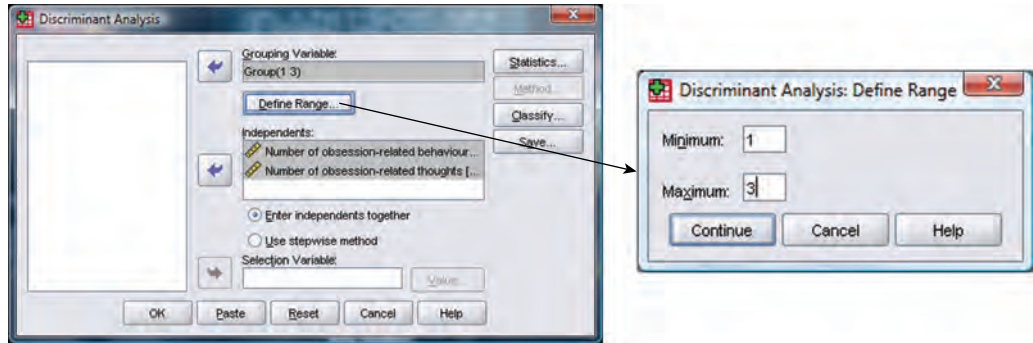 Discriminant Analysis
Grouping Variable:
Group(1 3)
Define Range...
Independents:
Number of obsession-related behaviour...
Number of obsession-related thoughts [...
Enter independents together
Use stepwise method
Selection Variable:
Value...
OK Paste Reset Cancel Help
Statistics...
Method...
Classify...
Save...
Discriminant Analysis: Define Range
Minimum: 1
Maximum: 3
Continue Cancel Help